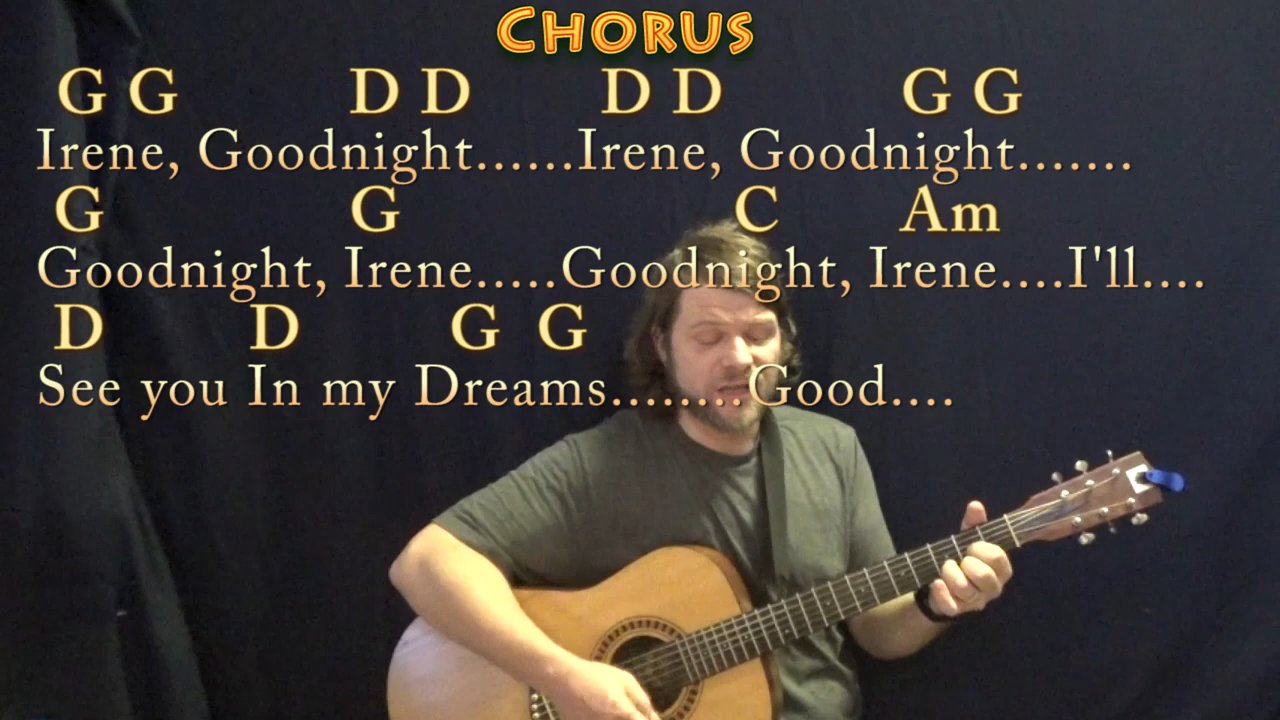 CHORUS
G G D D D D G G
Irene, Goodnight......Irene, Goodnight.......
G G C Am
Goodnight, Irene.....Goodnight, Irene....I'll....
D D G G
See you In my Dreams........Good....